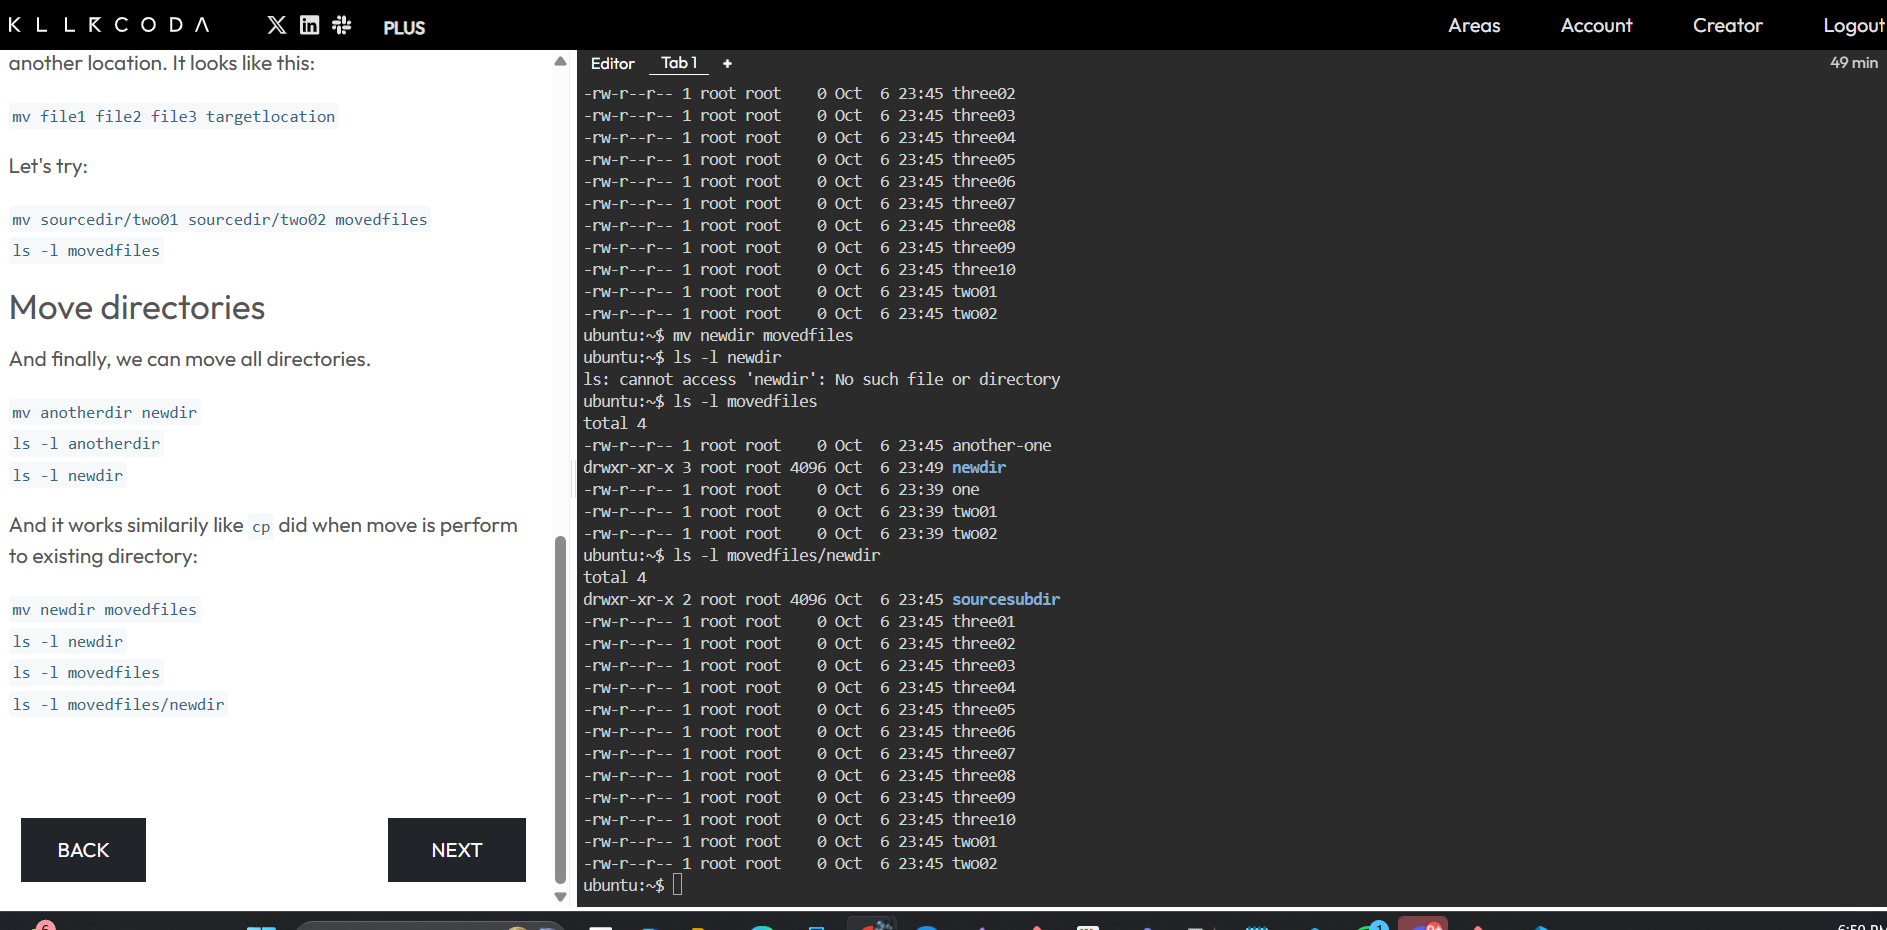 KLLRCODA PLUS Areas Account Creator Logout
another location. It looks like this:
mv file1 file2 file3 targetlocation
Let's try:
mv sourcedir/two01 sourcedir/two02 movedfiles
ls -l movedfiles
Move directories
And finally, we can move all directories.
mv anotherdir newdir
ls -l anotherdir
ls -l newdir
And it works similarily like cp did when move is perform
to existing directory:
mv newdir movedfiles
ls -l newdir
ls -l movedfiles
ls -l movedfiles/newdir
BACK NEXT
Editor Tab 1 + 49 min
-rw-r--r-- 1 root root    0 Oct  6 23:45 three02
-rw-r--r-- 1 root root    0 Oct  6 23:45 three03
-rw-r--r-- 1 root root    0 Oct  6 23:45 three04
-rw-r--r-- 1 root root    0 Oct  6 23:45 three05
-rw-r--r-- 1 root root    0 Oct  6 23:45 three06
-rw-r--r-- 1 root root    0 Oct  6 23:45 three07
-rw-r--r-- 1 root root    0 Oct  6 23:45 three08
-rw-r--r-- 1 root root    0 Oct  6 23:45 three09
-rw-r--r-- 1 root root    0 Oct  6 23:45 three10
-rw-r--r-- 1 root root    0 Oct  6 23:45 two01
-rw-r--r-- 1 root root    0 Oct  6 23:45 two02
ubuntu:~$ mv newdir movedfiles
ubuntu:~$ ls -l newdir
ls: cannot access 'newdir': No such file or directory
ubuntu:~$ ls -l movedfiles
total 4
-rw-r--r-- 1 root root    0 Oct  6 23:45 another-one
drwxr-xr-x 3 root root 4096 Oct  6 23:49 newdir
-rw-r--r-- 1 root root    0 Oct  6 23:39 one
-rw-r--r-- 1 root root    0 Oct  6 23:39 two01
-rw-r--r-- 1 root root    0 Oct  6 23:39 two02
ubuntu:~$ ls -l movedfiles/newdir
total 4
drwxr-xr-x 2 root root 4096 Oct  6 23:45 sourcesubdir
-rw-r--r-- 1 root root    0 Oct  6 23:45 three01
-rw-r--r-- 1 root root    0 Oct  6 23:45 three02
-rw-r--r-- 1 root root    0 Oct  6 23:45 three03
-rw-r--r-- 1 root root    0 Oct  6 23:45 three04
-rw-r--r-- 1 root root    0 Oct  6 23:45 three05
-rw-r--r-- 1 root root    0 Oct  6 23:45 three06
-rw-r--r-- 1 root root    0 Oct  6 23:45 three07
-rw-r--r-- 1 root root    0 Oct  6 23:45 three08
-rw-r--r-- 1 root root    0 Oct  6 23:45 three09
-rw-r--r-- 1 root root    0 Oct  6 23:45 three10
-rw-r--r-- 1 root root    0 Oct  6 23:45 two01
-rw-r--r-- 1 root root    0 Oct  6 23:45 two02
ubuntu:~$